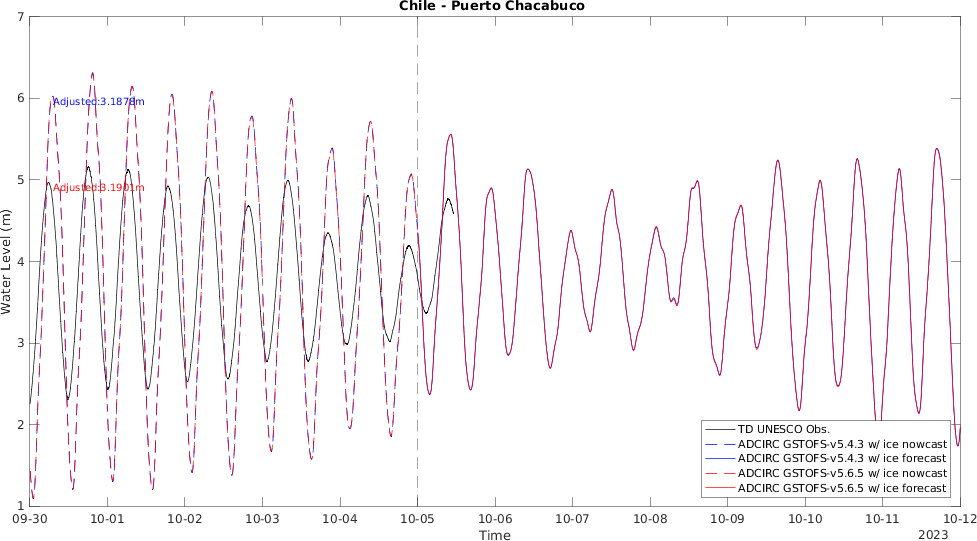 Chile - Puerto Chacabuco
7
6
5
4
3
2
1
Water Level (m)
Adjusted:3.1878m
Adjusted:3.1901m
TD UNESCO Obs.
ADCIRC GSTOFS-v5.4.3 w/ ice nowcast
ADCIRC GSTOFS-v5.4.3 w/ ice forecast
ADCIRC GSTOFS-v5.6.5 w/ ice nowcast
ADCIRC GSTOFS-v5.6.5 w/ ice forecast
09-30 10-01 10-02 10-03 10-04 10-05 10-06 10-07 10-08 10-09 10-10 10-11 10-12
Time
2023